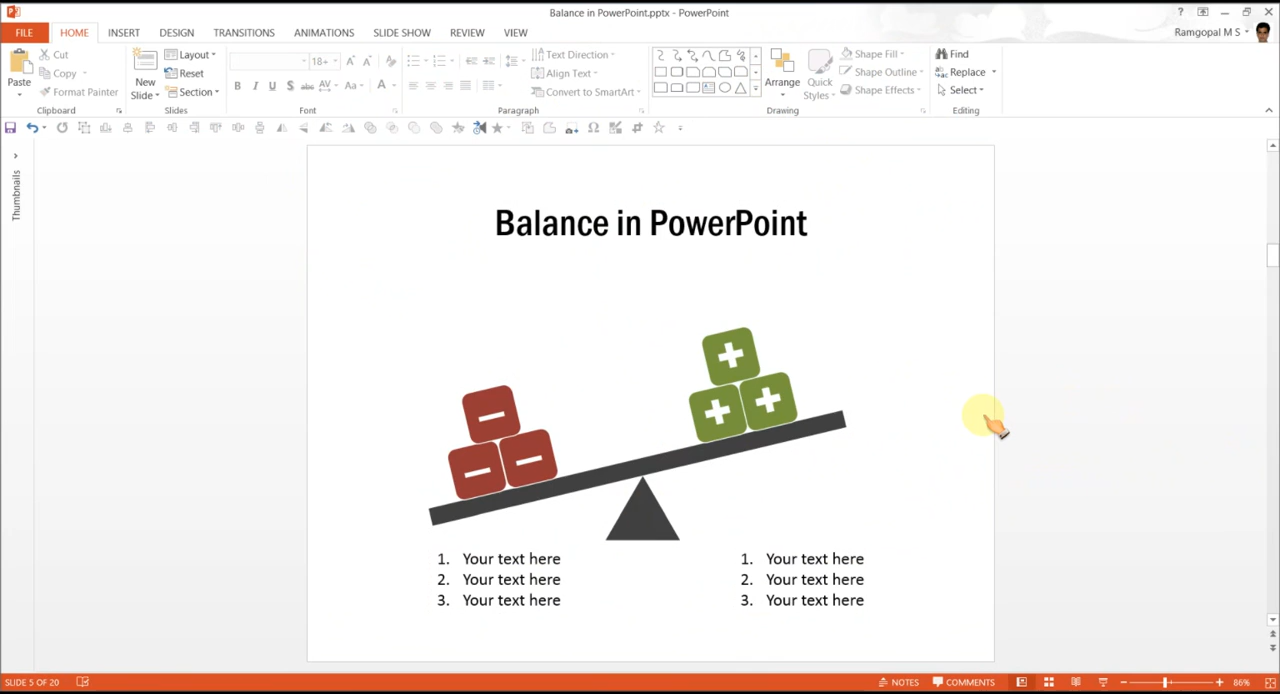 Balance in PowerPoint.pptx - PowerPoint
?
FILE HOME INSERT DESIGN TRANSITIONS ANIMATIONS SLIDE SHOW REVIEW VIEW
Ramgopal M S
Paste
Cut
Copy
Format Painter
Clipboard
New Slide
Layout
Reset
Section
Slides
18+
B I U S abc AV Aa A
Font
Text Direction
Align Text
Convert to SmartArt
Paragraph
Arrange
Quick Styles
Shape Fill
Shape Outline
Shape Effects
Drawing
Find
Replace
Select
Editing
Thumbnails
Balance in PowerPoint
1. Your text here
2. Your text here
3. Your text here
1. Your text here
2. Your text here
3. Your text here
SLIDE 5 OF 20
NOTES
COMMENTS
86%